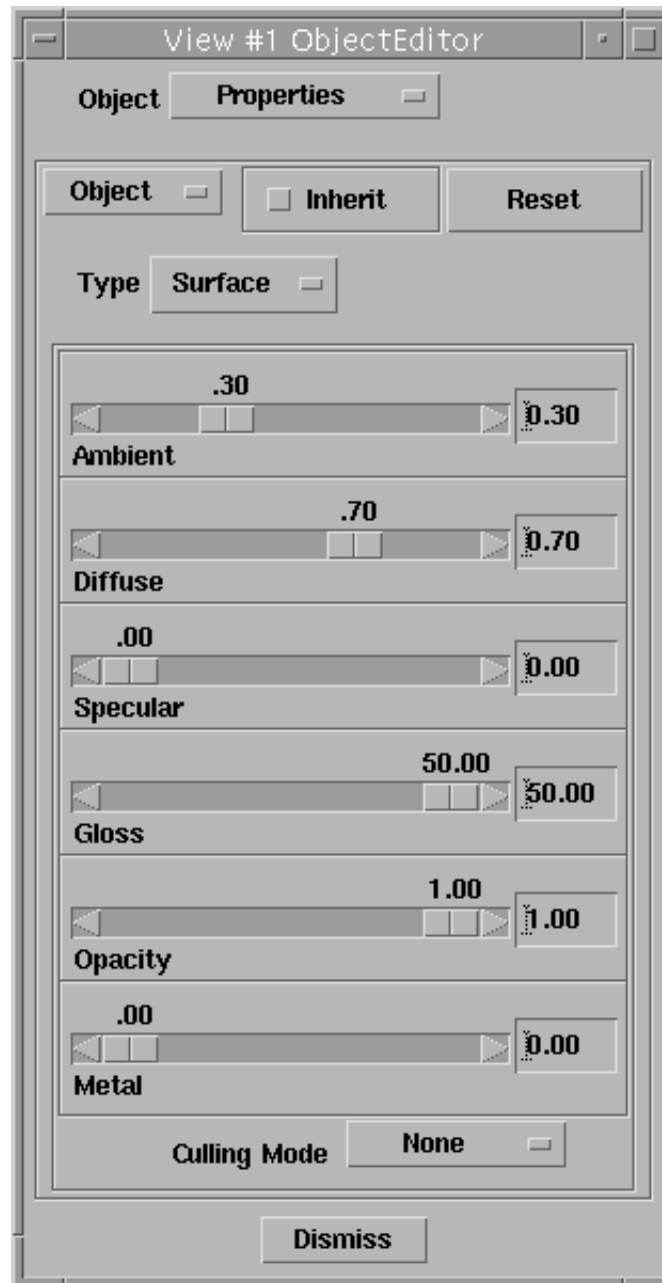 View #1 ObjectEditor
Object Properties
Object Inherit Reset
Type Surface
.30
0.30
Ambient
.70
0.70
Diffuse
.00
0.00
Specular
50.00
50.00
Gloss
1.00
1.00
Opacity
.00
0.00
Metal
Culling Mode None
Dismiss